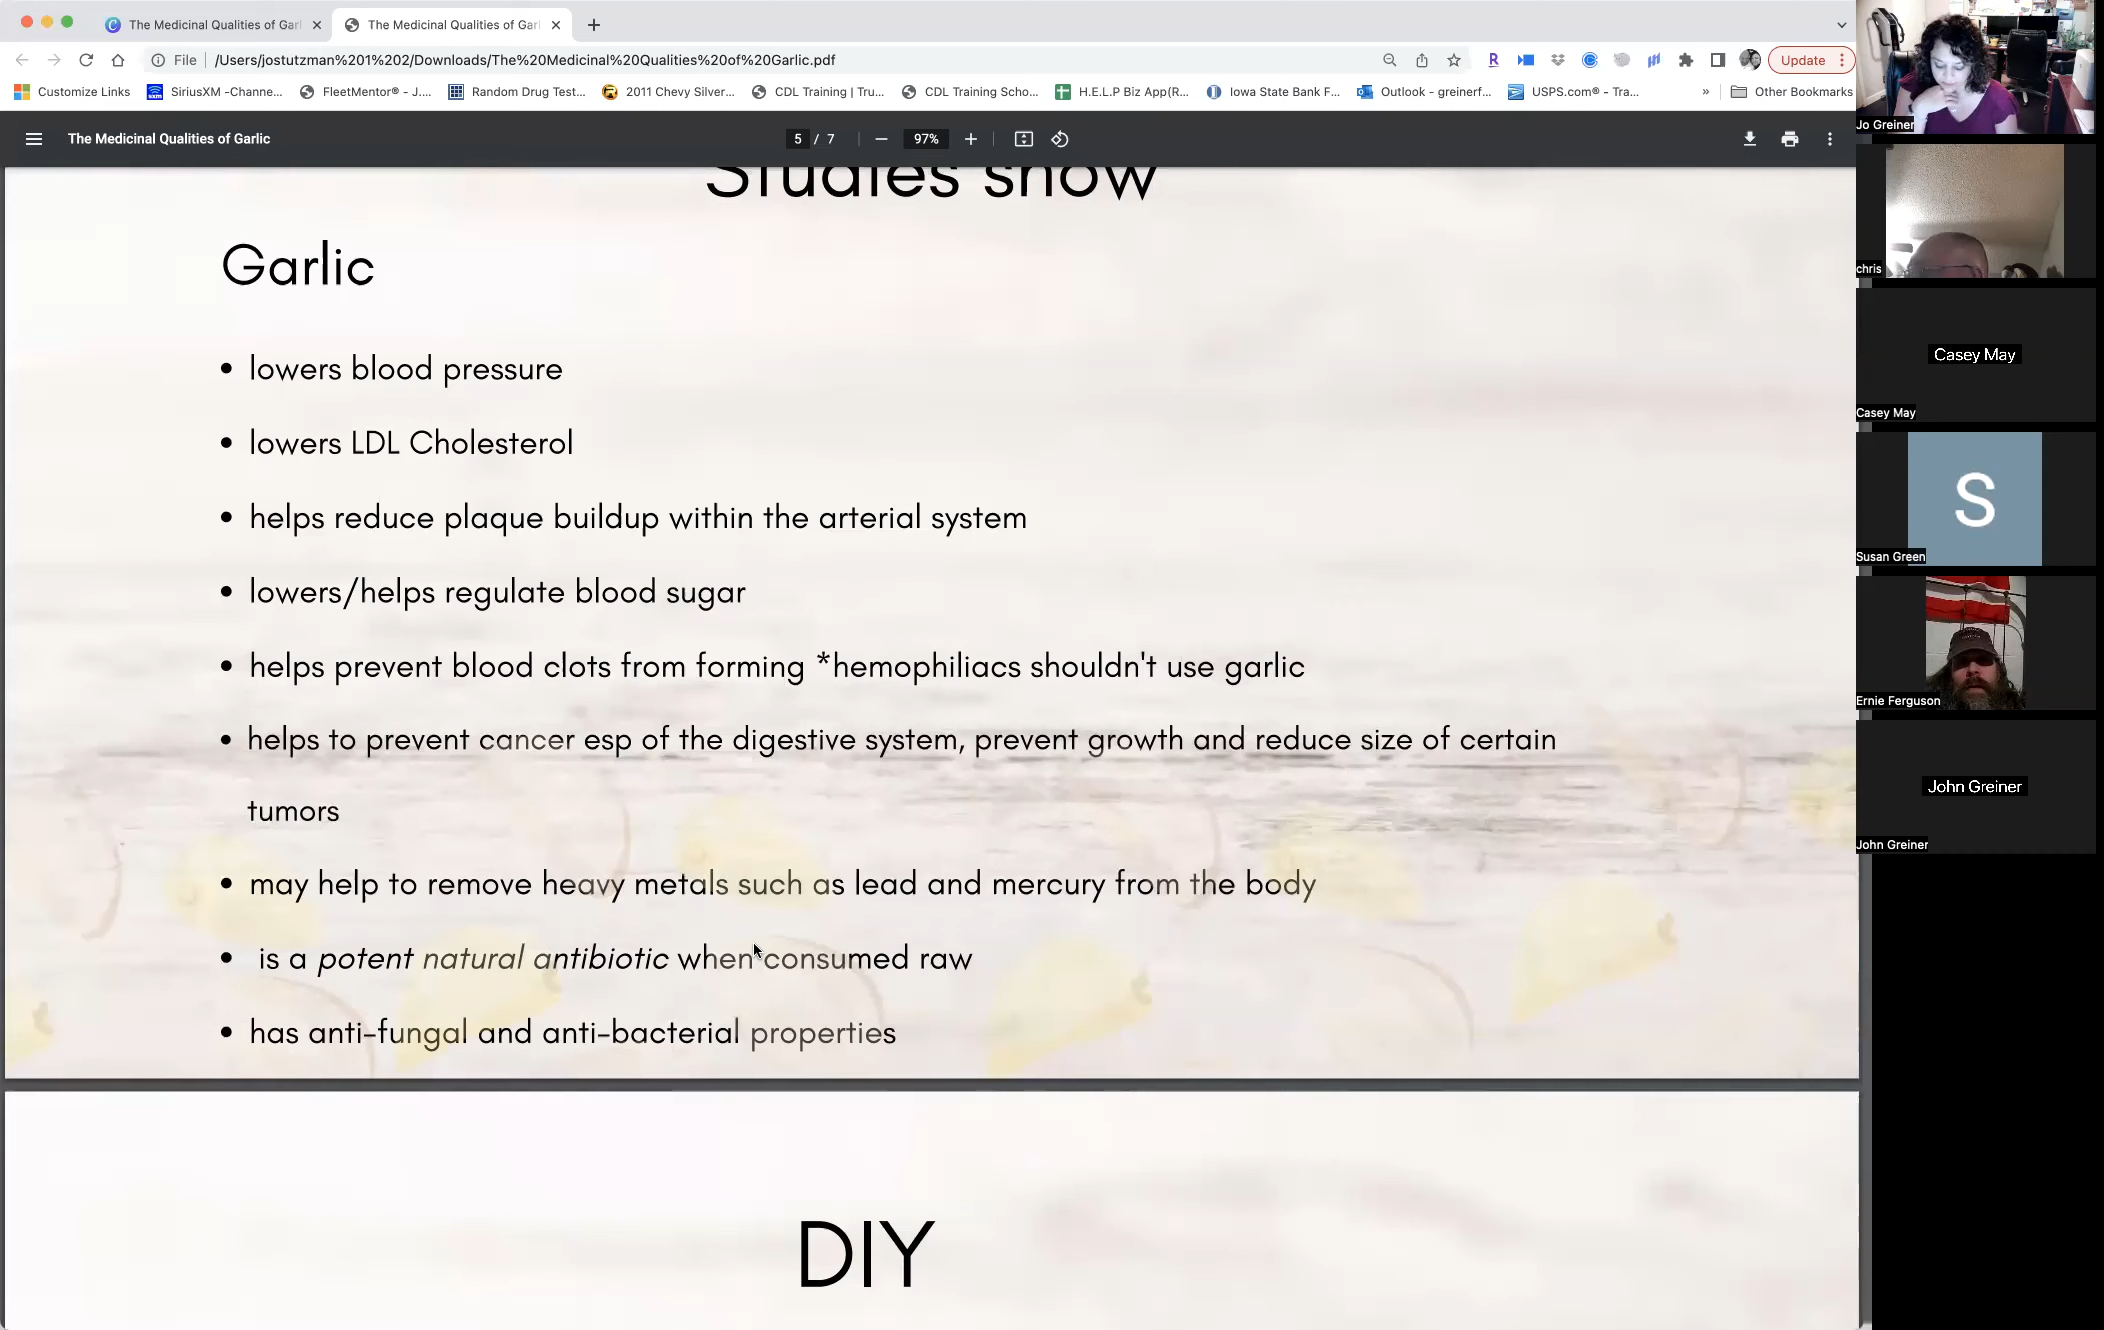 The Medicinal Qualities of Garl
The Medicinal Qualities of Garl
File
/Users/jostutzman%201%202/Downloads/The%20Medicinal%20Qualities%20of%20Garlic.pdf
Update
Customize Links
SiriusXM -Channe...
FleetMentor® - J....
Random Drug Test...
2011 Chevy Silver...
CDL Training | Tru...
CDL Training Scho...
H.E.L.P Biz App(R...
Iowa State Bank F...
Outlook - greinerf...
USPS.com® - Tra...
»
Other Bookmarks
The Medicinal Qualities of Garlic
5 / 7
97%
Studies show
Garlic
• lowers blood pressure
• lowers LDL Cholesterol
• helps reduce plaque buildup within the arterial system
• lowers/helps regulate blood sugar
• helps prevent blood clots from forming *hemophiliacs shouldn't use garlic
• helps to prevent cancer esp of the digestive system, prevent growth and reduce size of certain
tumors
• may help to remove heavy metals such as lead and mercury from the body
• is a potent natural antibiotic when consumed raw
• has anti-fungal and anti-bacterial properties
DIY
Jo Greiner
chris
Casey May
Casey May
S
Susan Green
Ernie Ferguson
John Greiner
John Greiner